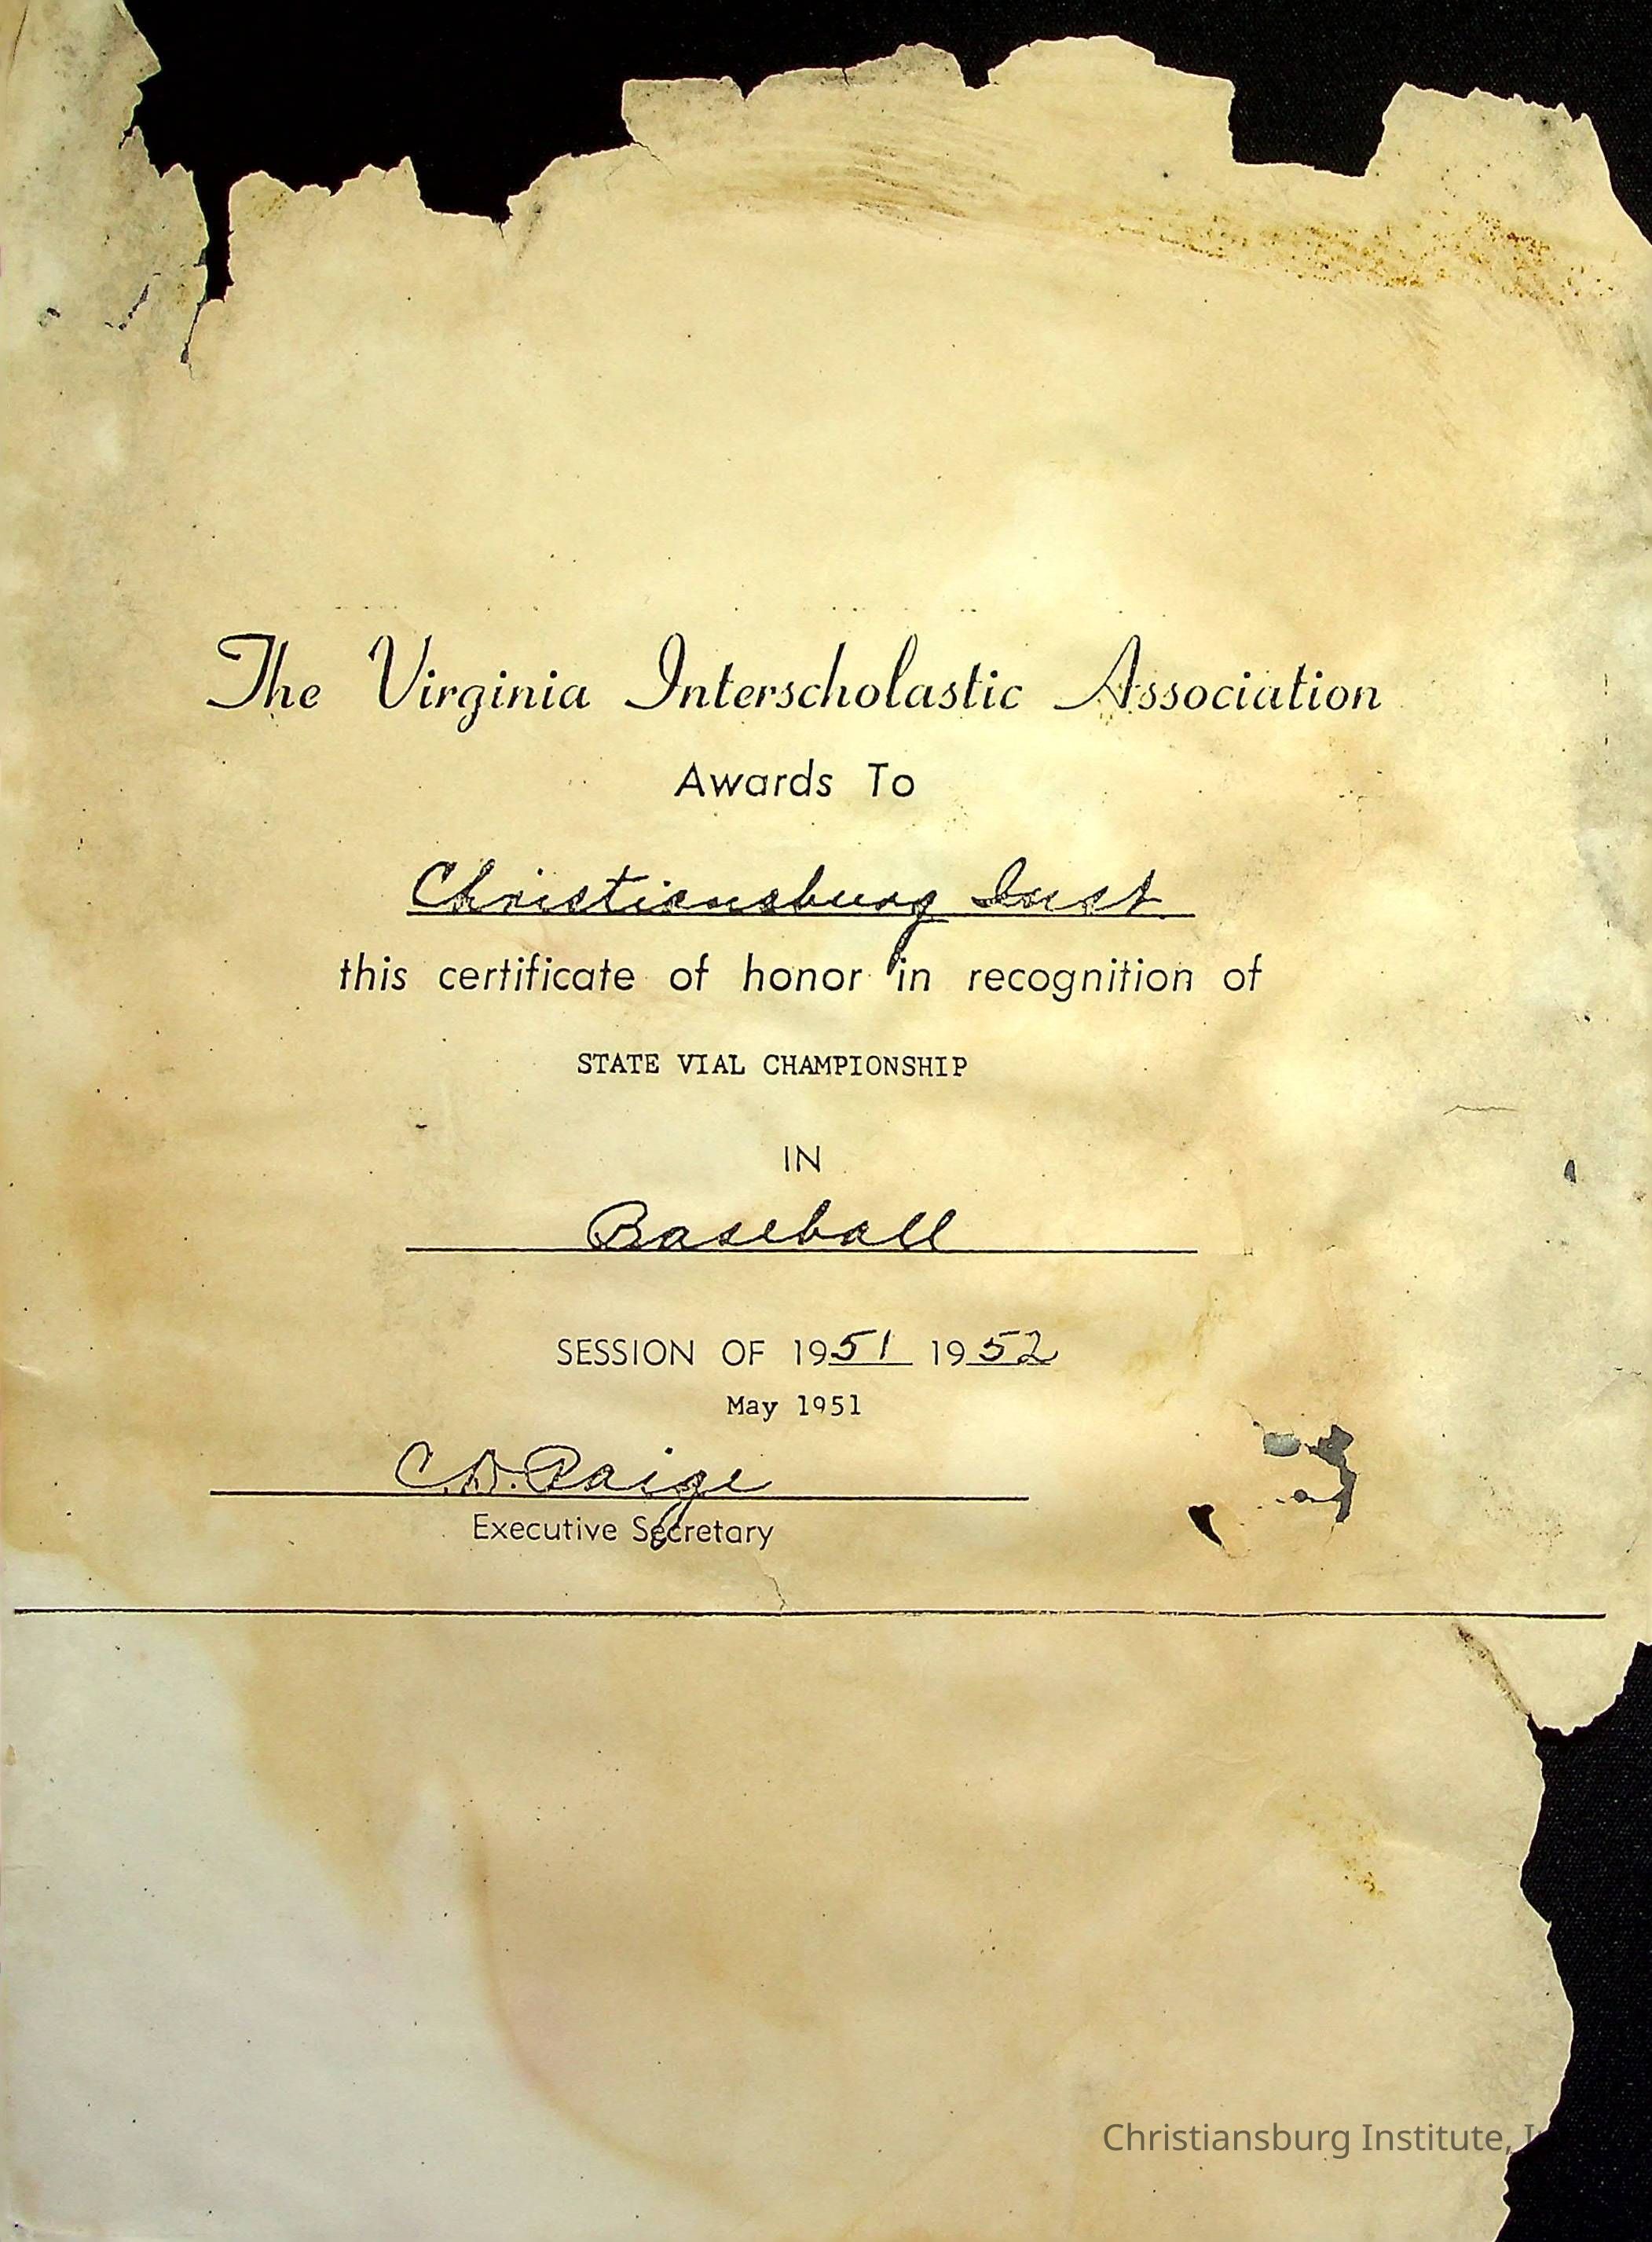 The Virginia Interscholastic Association
Awards To
Christiansburg Inst.
this certificate of honor in recognition of
STATE VIAL CHAMPIONSHIP
IN
Baseball
SESSION OF 1951 1952
May 1951
C.D. Paige
Executive Secretary
Christiansburg Institute,